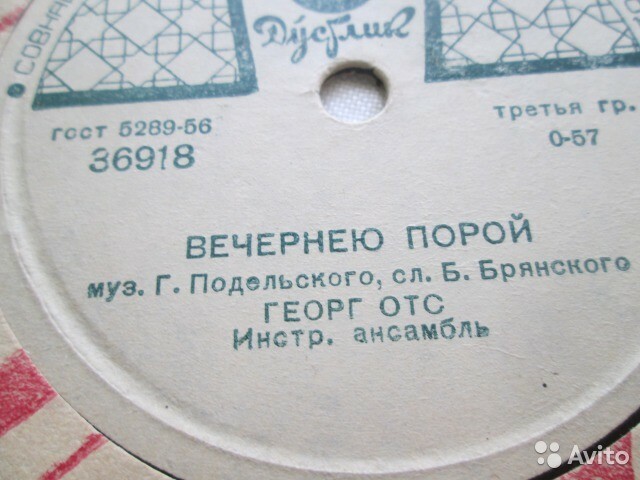 СОВНАР
Дўстлик
гост 5289-56
третья гр.
36918
0-57
ВЕЧЕРНЕЮ ПОРОЙ
муз. Г. Подельского, сл. Б. Брянского
ГЕОРГ ОТС
Инстр. ансамбль
Avito